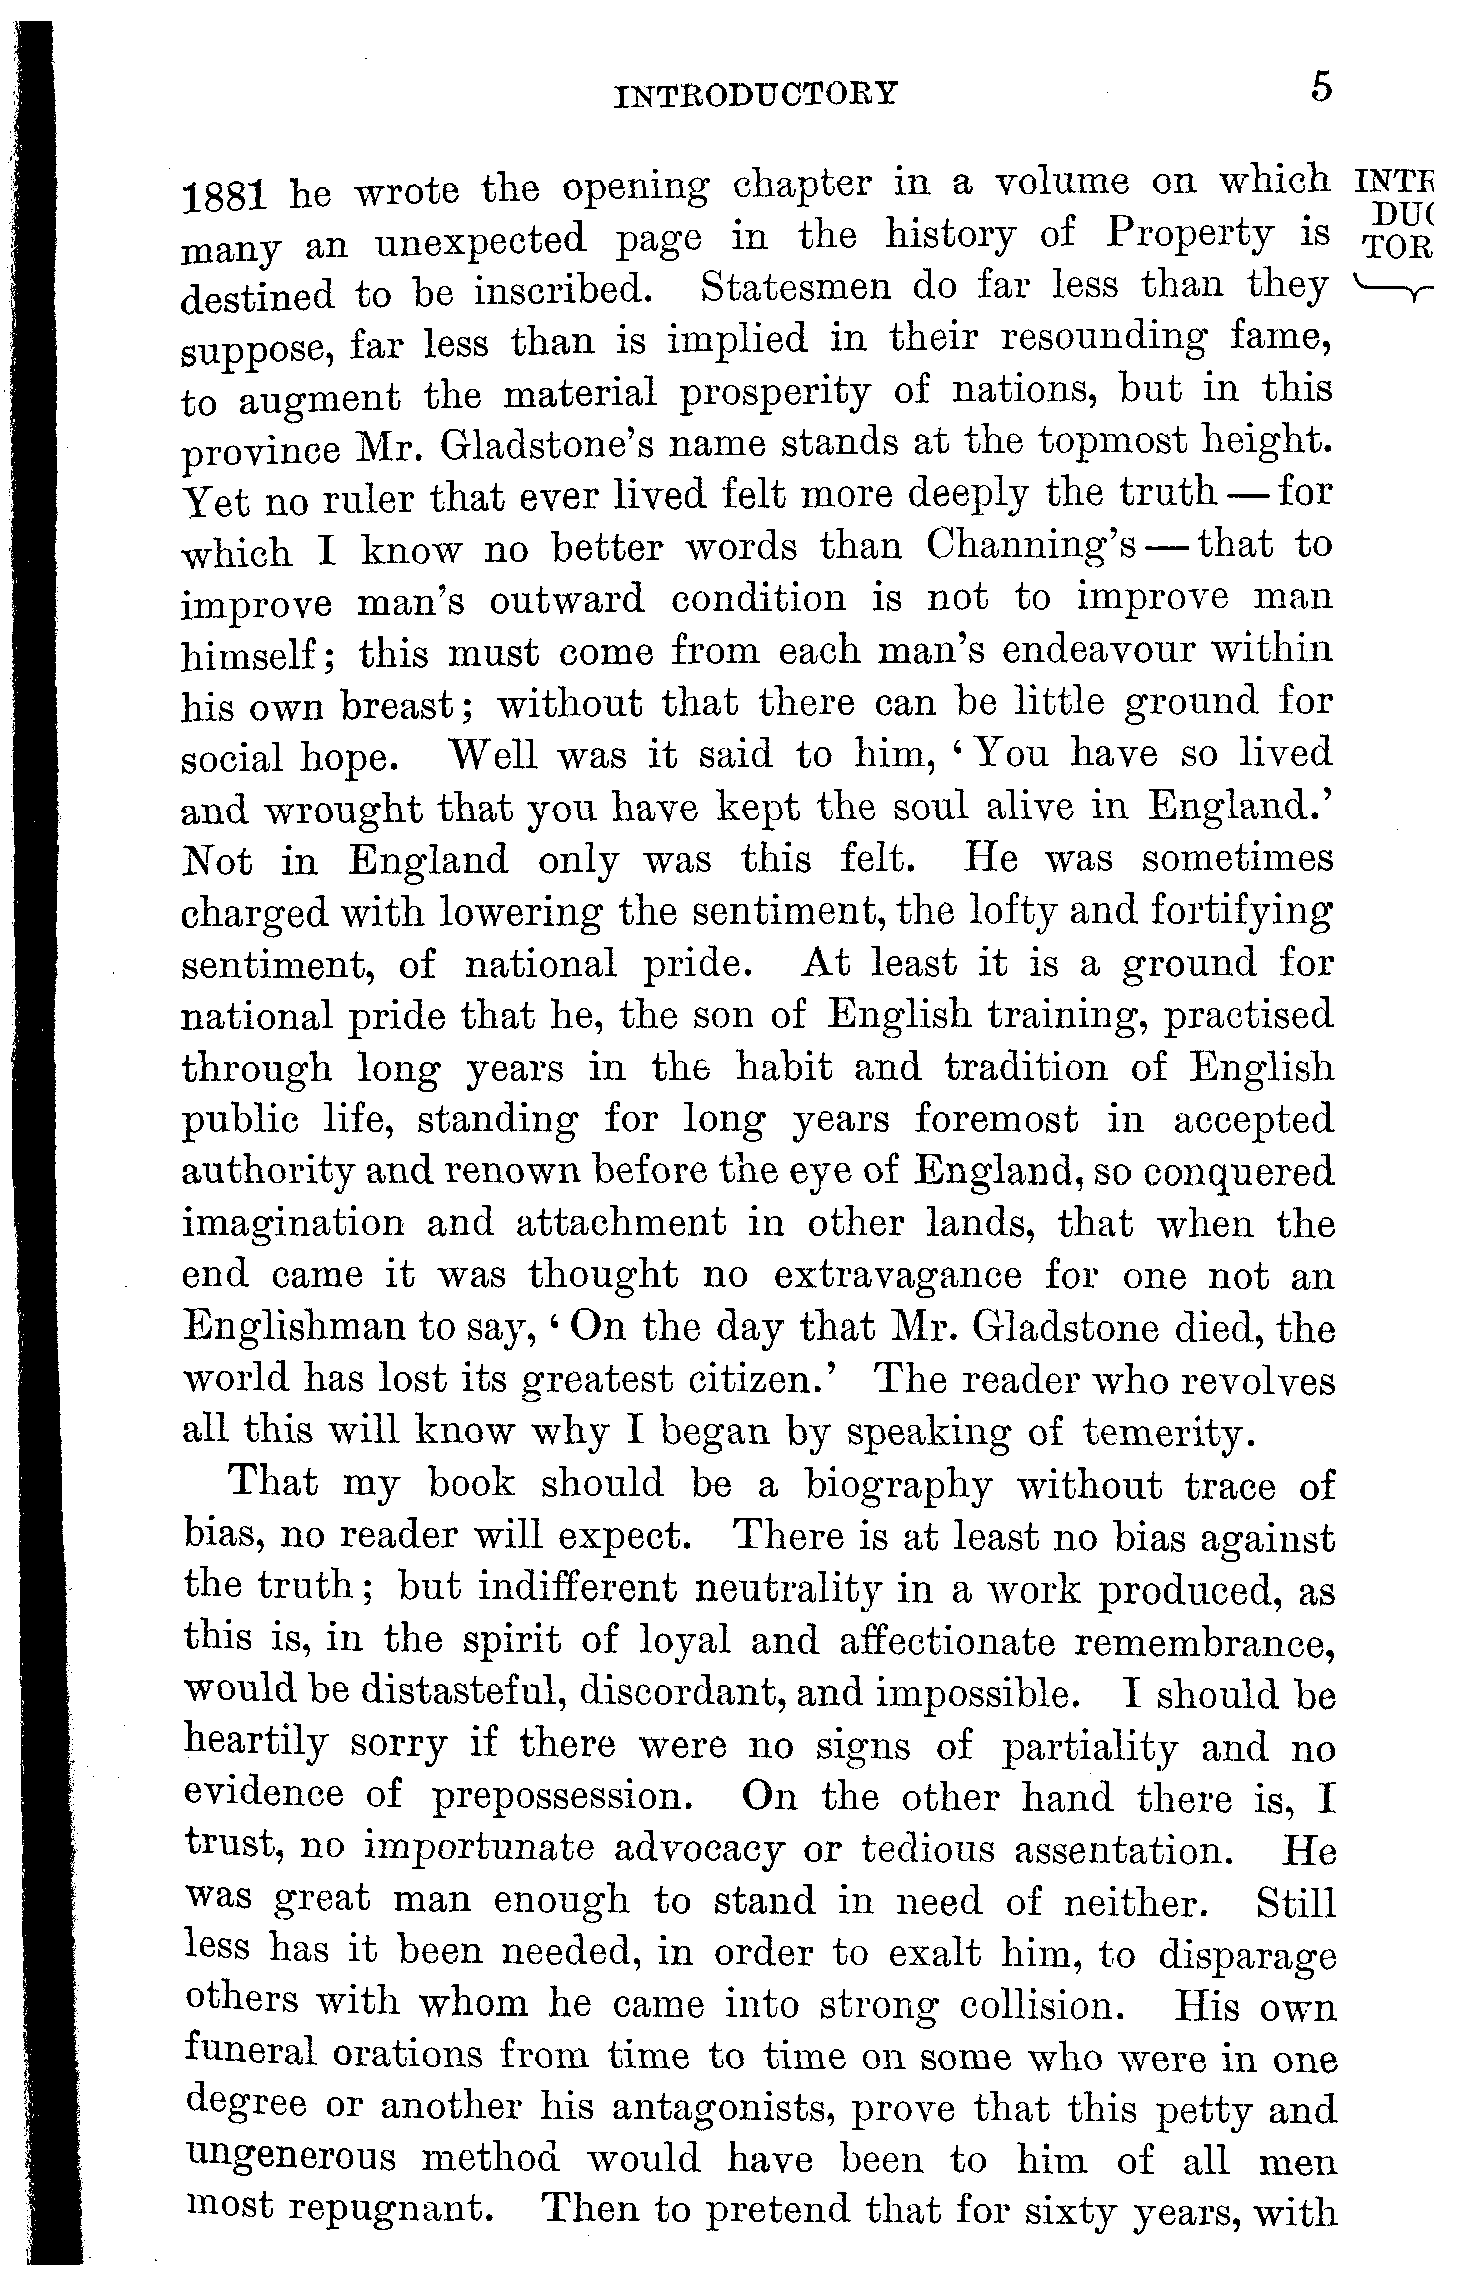 INTRODUCTORY 5
1881 he wrote the opening chapter in a volume on which
many an unexpected page in the history of Property is
destined to be inscribed. Statesmen do far less than they
suppose, far less than is implied in their resounding fame,
to augment the material prosperity of nations, but in this
province Mr. Gladstone's name stands at the topmost height.
Yet no ruler that ever lived felt more deeply the truth — for
which I know no better words than Channing's — that to
improve man's outward condition is not to improve man
himself; this must come from each man's endeavour within
his own breast; without that there can be little ground for
social hope. Well was it said to him, ‘You have so lived
and wrought that you have kept the soul alive in England.’
Not in England only was this felt. He was sometimes
charged with lowering the sentiment, the lofty and fortifying
sentiment, of national pride. At least it is a ground for
national pride that he, the son of English training, practised
through long years in the habit and tradition of English
public life, standing for long years foremost in accepted
authority and renown before the eye of England, so conquered
imagination and attachment in other lands, that when the
end came it was thought no extravagance for one not an
Englishman to say, ‘On the day that Mr. Gladstone died, the
world has lost its greatest citizen.’ The reader who revolves
all this will know why I began by speaking of temerity.
That my book should be a biography without trace of
bias, no reader will expect. There is at least no bias against
the truth; but indifferent neutrality in a work produced, as
this is, in the spirit of loyal and affectionate remembrance,
would be distasteful, discordant, and impossible. I should be
heartily sorry if there were no signs of partiality and no
evidence of prepossession. On the other hand there is, I
trust, no importunate advocacy or tedious assentation. He
was great man enough to stand in need of neither. Still
less has it been needed, in order to exalt him, to disparage
others with whom he came into strong collision. His own
funeral orations from time to time on some who were in one
degree or another his antagonists, prove that this petty and
ungenerous method would have been to him of all men
most repugnant. Then to pretend that for sixty years, with
INTR
DUC
TOR